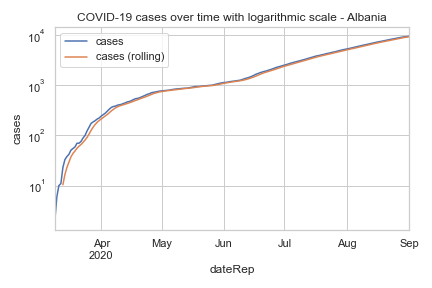 COVID-19 cases over time with logarithmic scale - Albania
cases
cases (rolling)
10⁴
10³
10²
10¹
cases
Apr
2020
May
Jun
Jul
Aug
Sep
dateRep